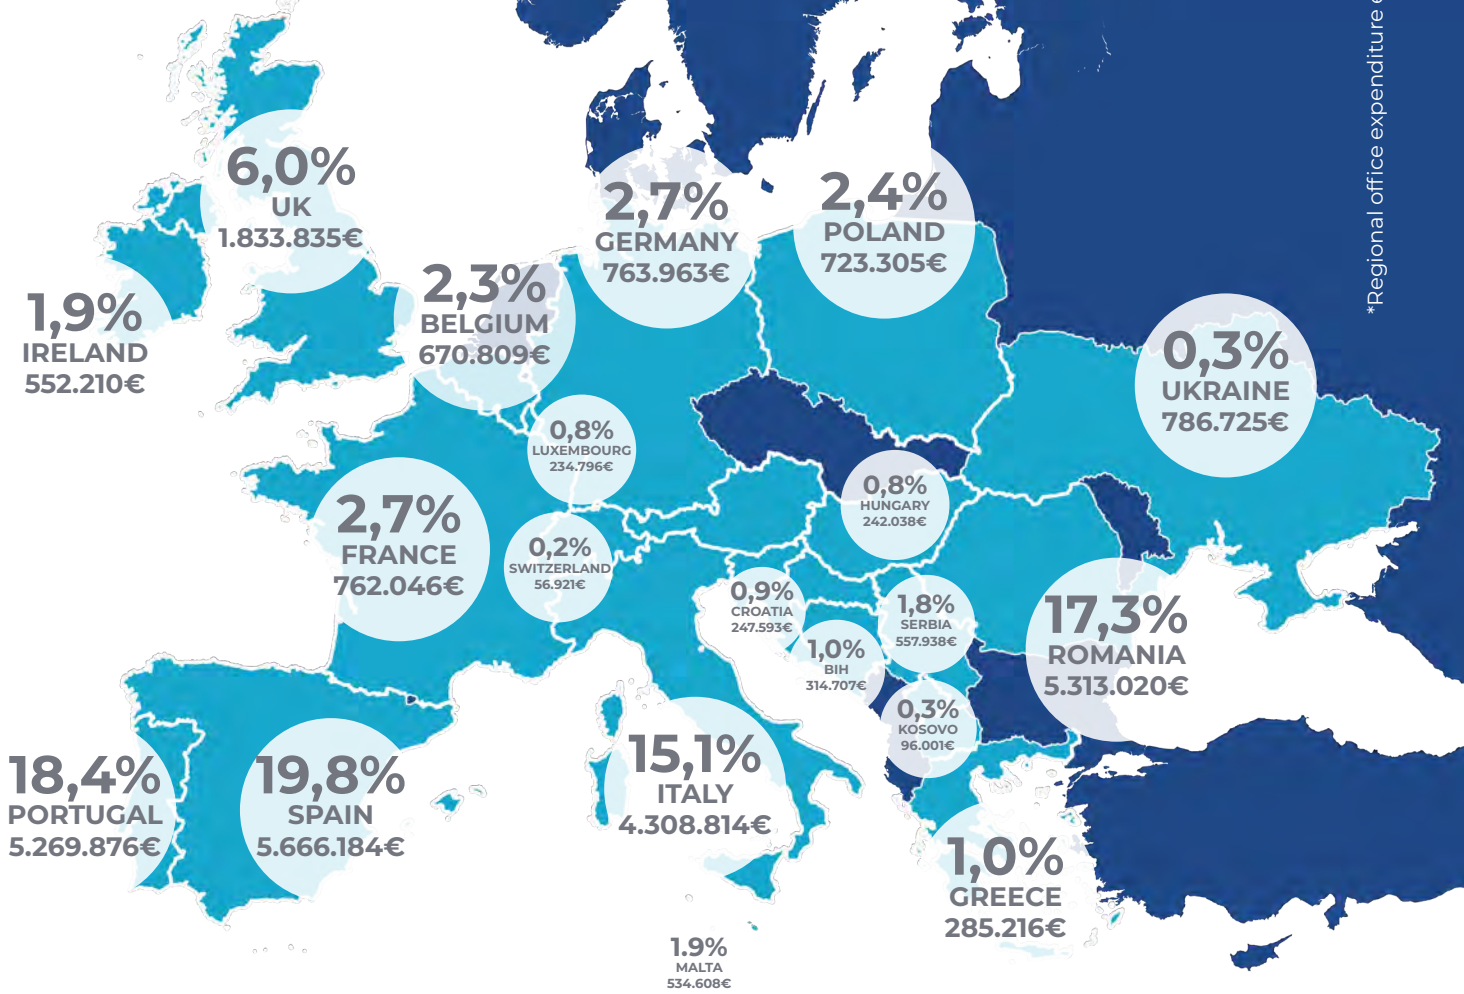 6,0%
UK
1.833.835€
2,7%
GERMANY
763.963€
2,4%
POLAND
723.305€
*Regional office expenditure
1,9%
IRELAND
552.210€
2,3%
BELGIUM
670.809€
0,3%
UKRAINE
786.725€
0,8%
LUXEMBOURG
234.796€
0,8%
HUNGARY
242.038€
2,7%
FRANCE
762.046€
0,2%
SWITZERLAND
56.921€
0,9%
CROATIA
247.593€
1,8%
SERBIA
557.938€
17,3%
ROMANIA
5.313.020€
1,0%
BIH
314.707€
0,3%
KOSOVO
96.001€
18,4%
PORTUGAL
5.269.876€
19,8%
SPAIN
5.666.184€
15,1%
ITALY
4.308.814€
1,0%
GREECE
285.216€
1.9%
MALTA
534.608€